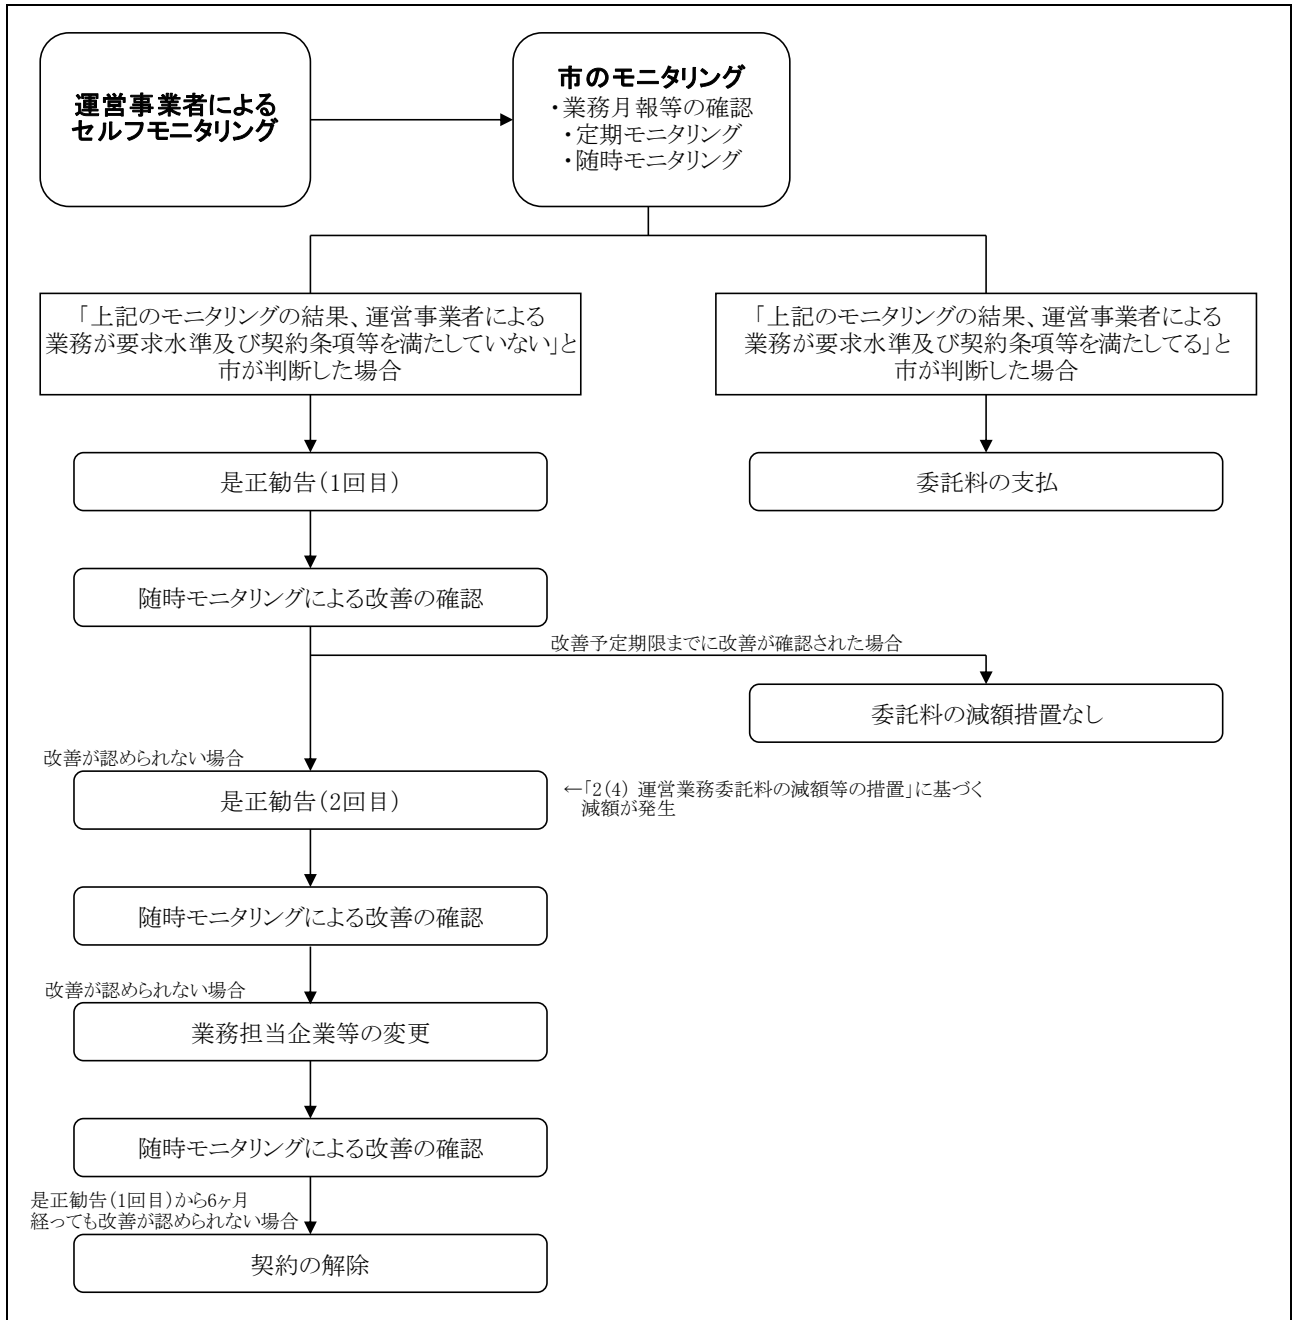 運営事業者による
セルフモニタリング
市のモニタリング
・業務月報等の確認
・定期モニタリング
・随時モニタリング
「上記のモニタリングの結果、運営事業者による
業務が要求水準及び契約条項等を満たしていない」と
市が判断した場合
「上記のモニタリングの結果、運営事業者による
業務が要求水準及び契約条項等を満たしてる」と
市が判断した場合
是正勧告(1回目)
委託料の支払
随時モニタリングによる改善の確認
改善予定期限までに改善が確認された場合
委託料の減額措置なし
改善が認められない場合
是正勧告(2回目)
←「2(4) 運営業務委託料の減額等の措置」に基づく
減額が発生
随時モニタリングによる改善の確認
改善が認められない場合
業務担当企業等の変更
随時モニタリングによる改善の確認
是正勧告(1回目)から6ヶ月
経っても改善が認められない場合
契約の解除